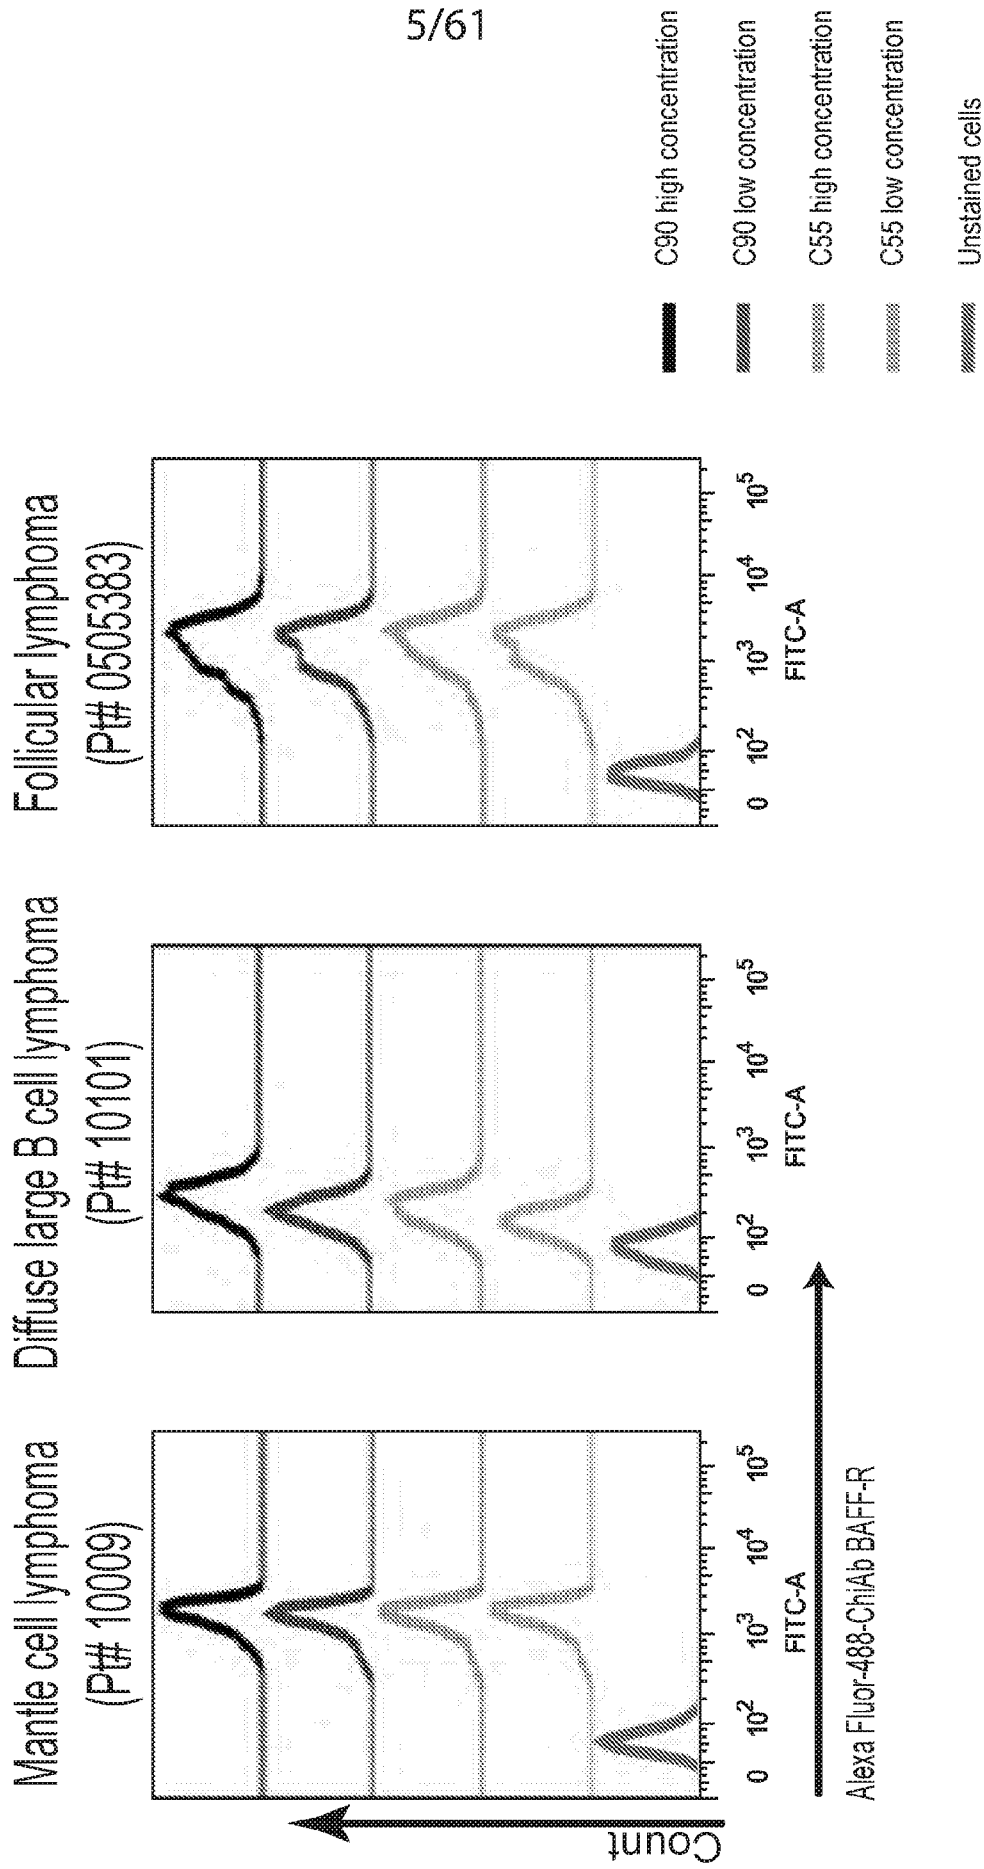 5/61
Mantle cell lymphoma
(Pt# 10009)
Diffuse large B cell lymphoma
(Pt# 10101)
Follicular lymphoma
(Pt# 0505383)
Count
0 10² 10³ 10⁴ 10⁵
FITC-A
0 10² 10³ 10⁴ 10⁵
FITC-A
0 10² 10³ 10⁴ 10⁵
FITC-A
Alexa Fluor-488-ChiAb BAFF-R
C90 high concentration
C90 low concentration
C55 high concentration
C55 low concentration
Unstained cells